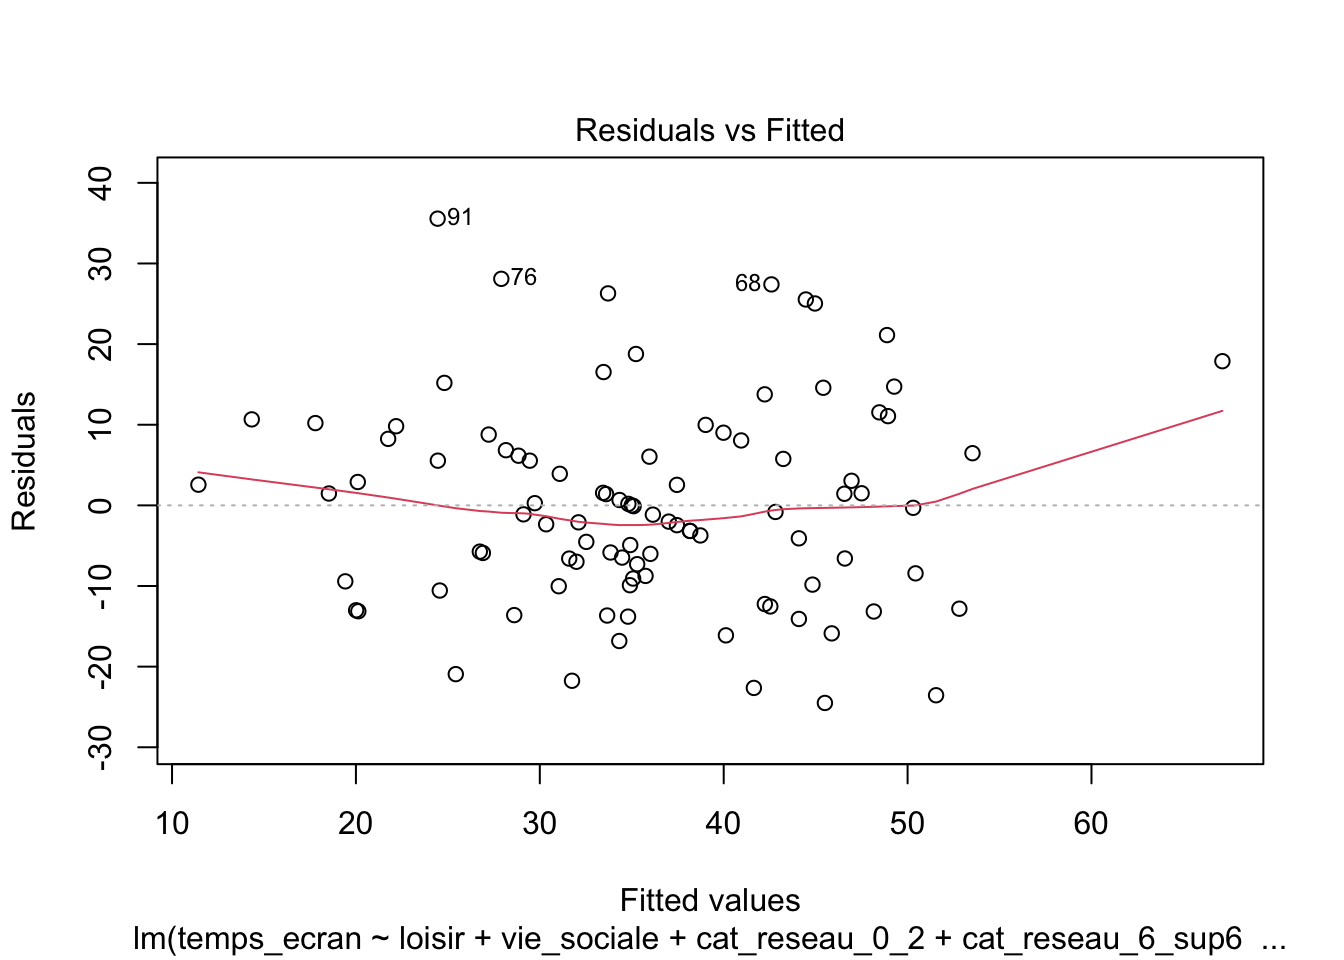 Residuals vs Fitted
Residuals
40
30
20
10
0
-10
-20
-30
91
76
68
10 20 30 40 50 60
Fitted values
lm(temps_ecran ~ loisir + vie_sociale + cat_reseau_0_2 + cat_reseau_6_sup6 ...